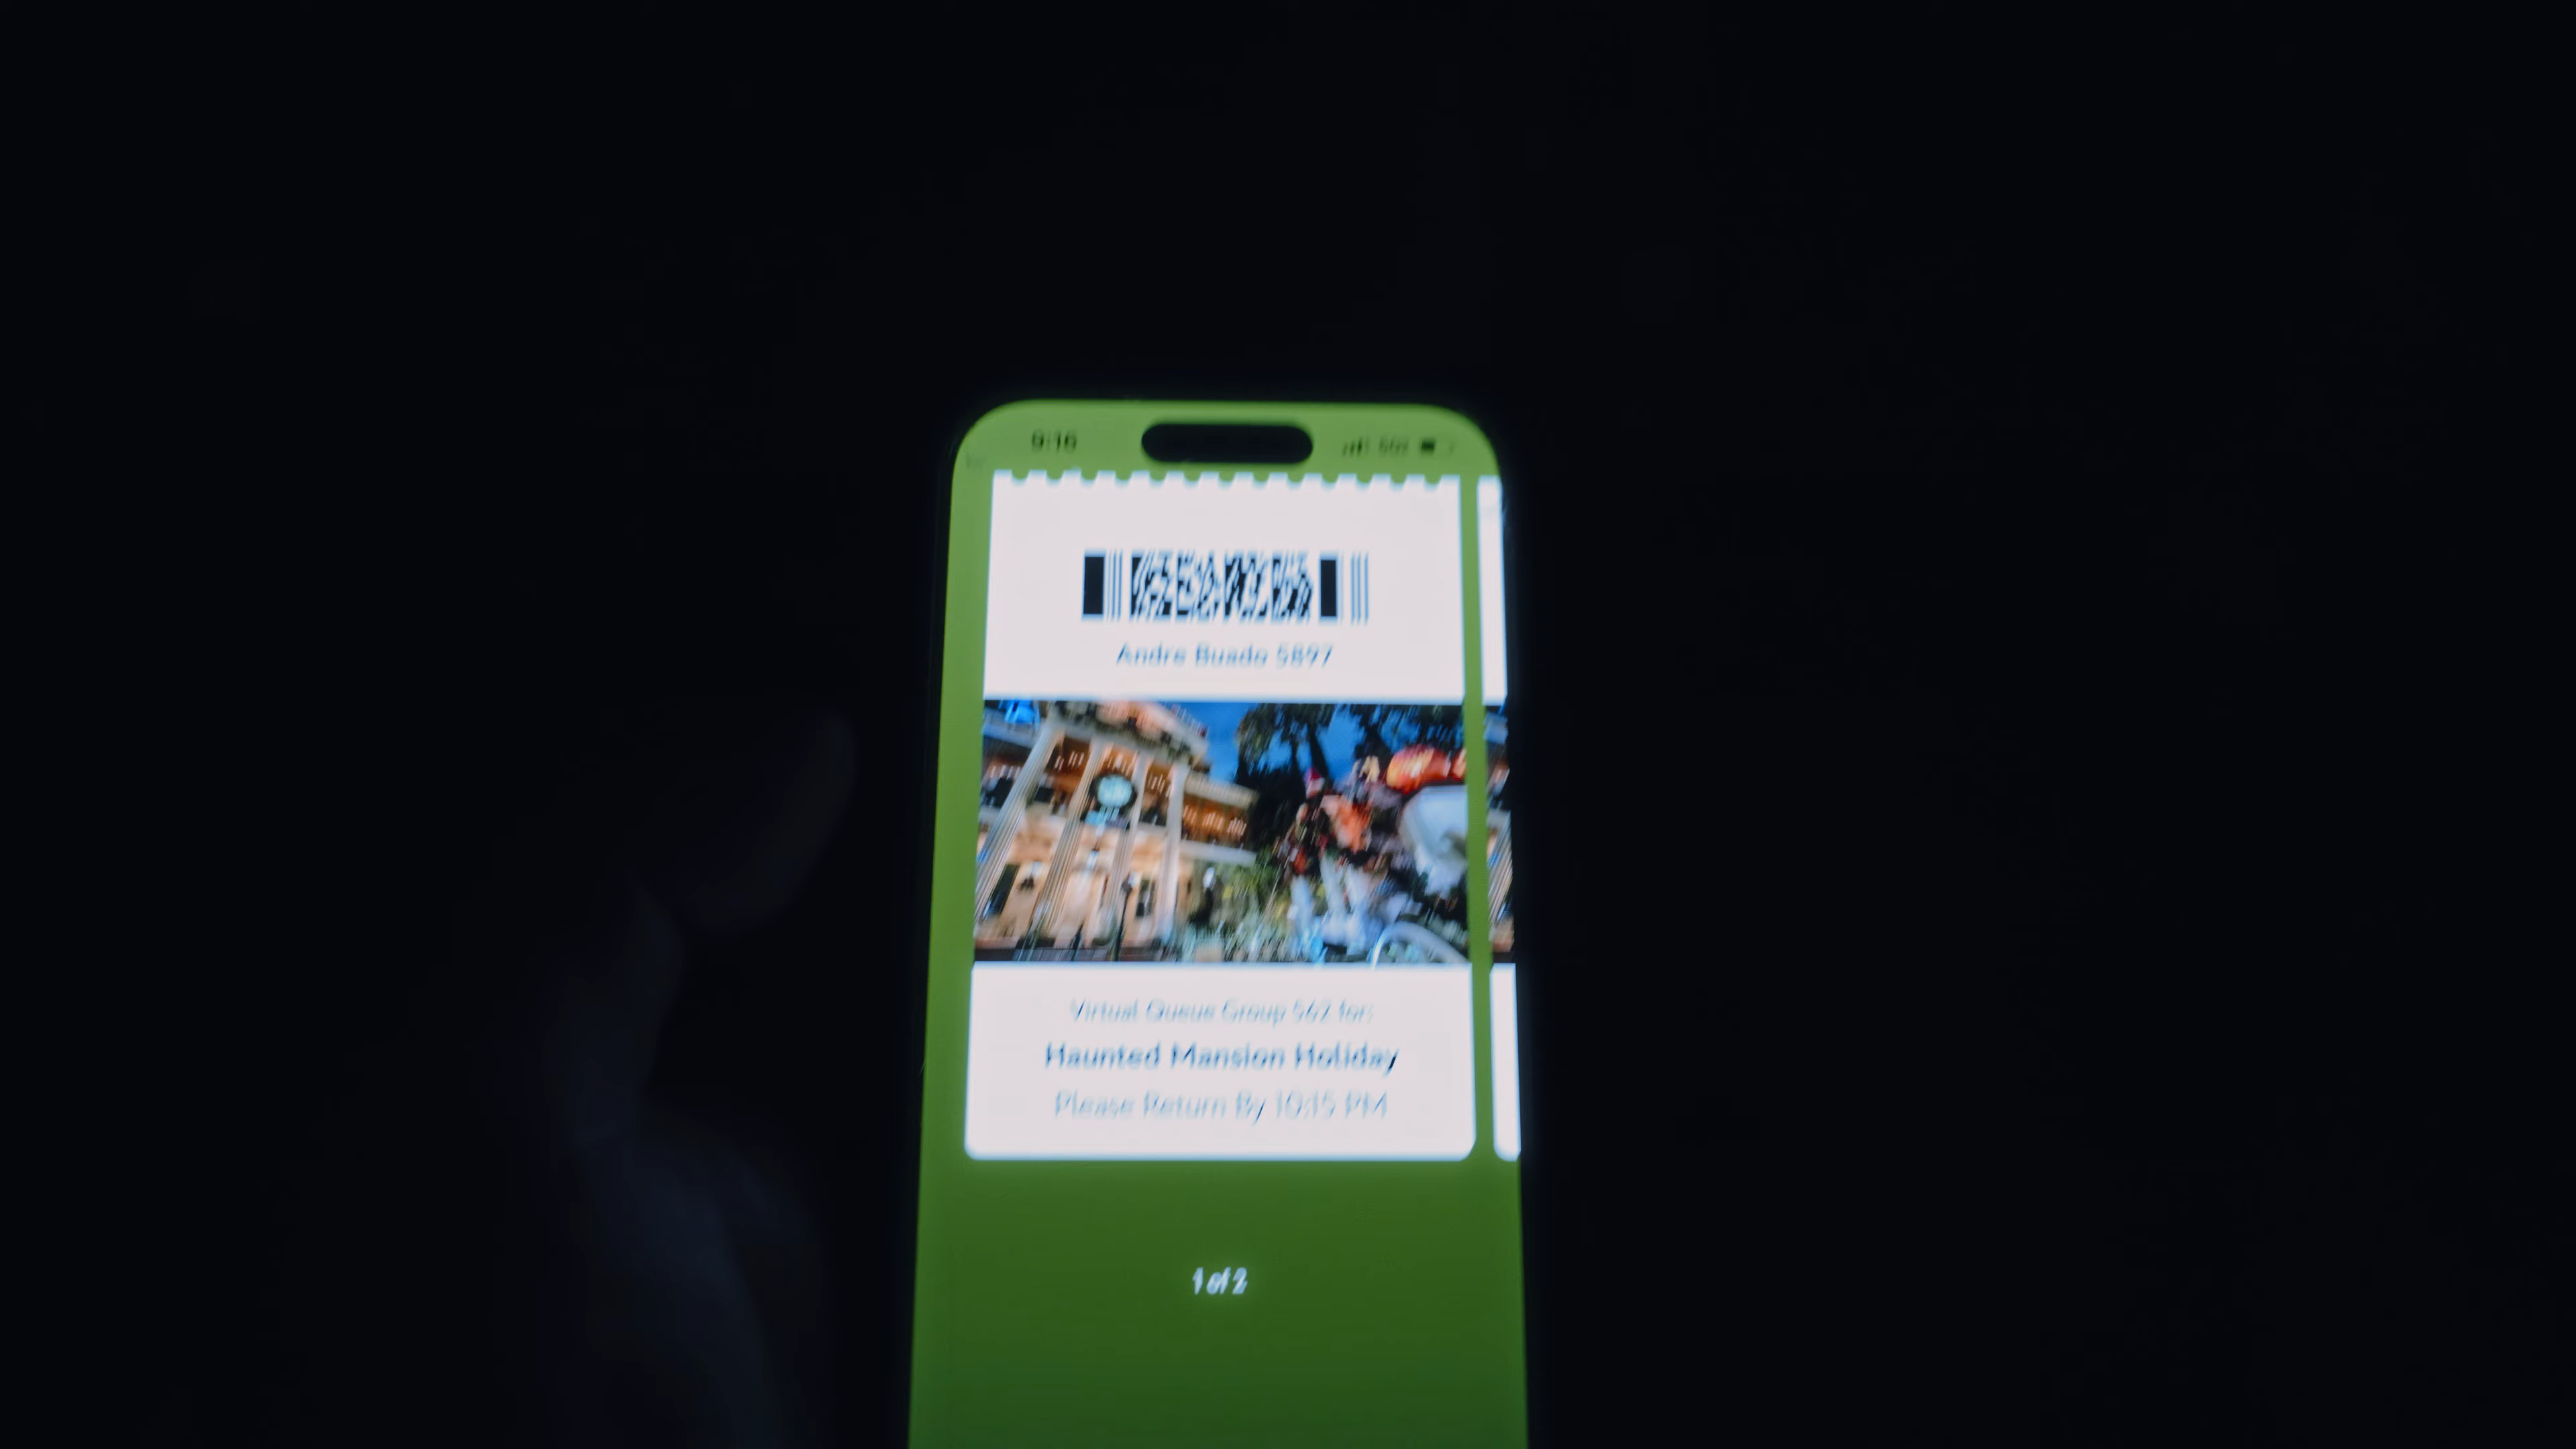 9:16
Andre Buado 5897
Virtual Queue Group 562 for:
Haunted Mansion Holiday
Please Return By 10:15 PM
1 of 2